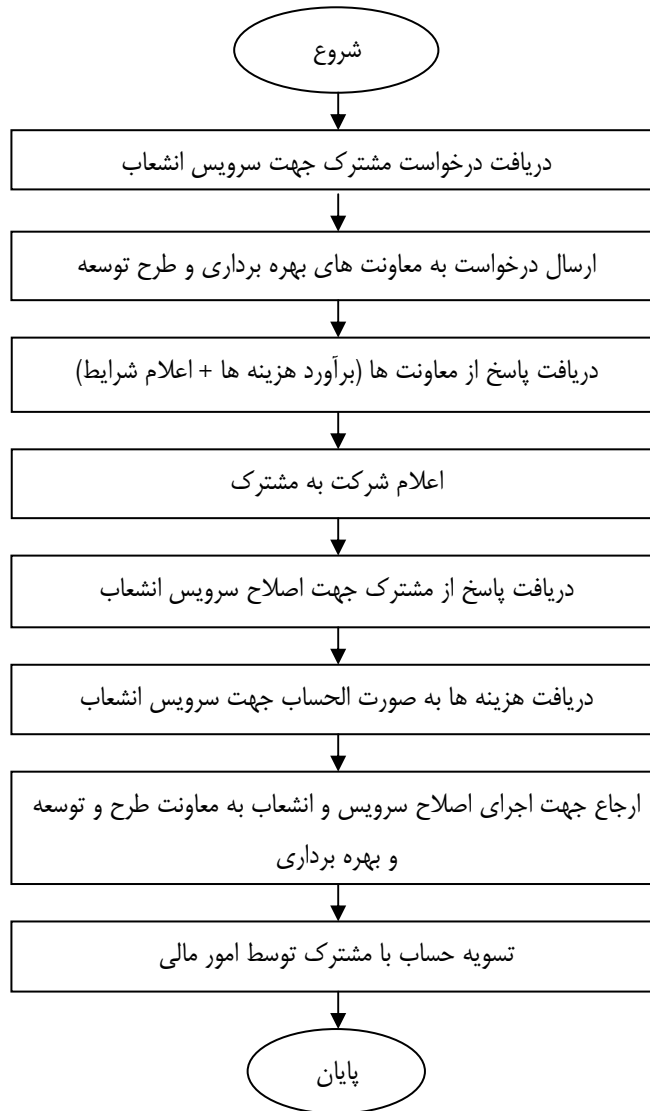 شروع
دریافت درخواست مشترک جهت سرویس انشعاب
ارسال درخواست به معاونت های بهره برداری و طرح توسعه
دریافت پاسخ از معاونت ها (برآورد هزینه ها + اعلام شرایط)
اعلام شرکت به مشترک
دریافت پاسخ از مشترک جهت اصلاح سرویس انشعاب
دریافت هزینه ها به صورت الحساب جهت سرویس انشعاب
ارجاع جهت اجرای اصلاح سرویس و انشعاب به معاونت طرح و توسعه
و بهره برداری
تسویه حساب با مشترک توسط امور مالی
پایان